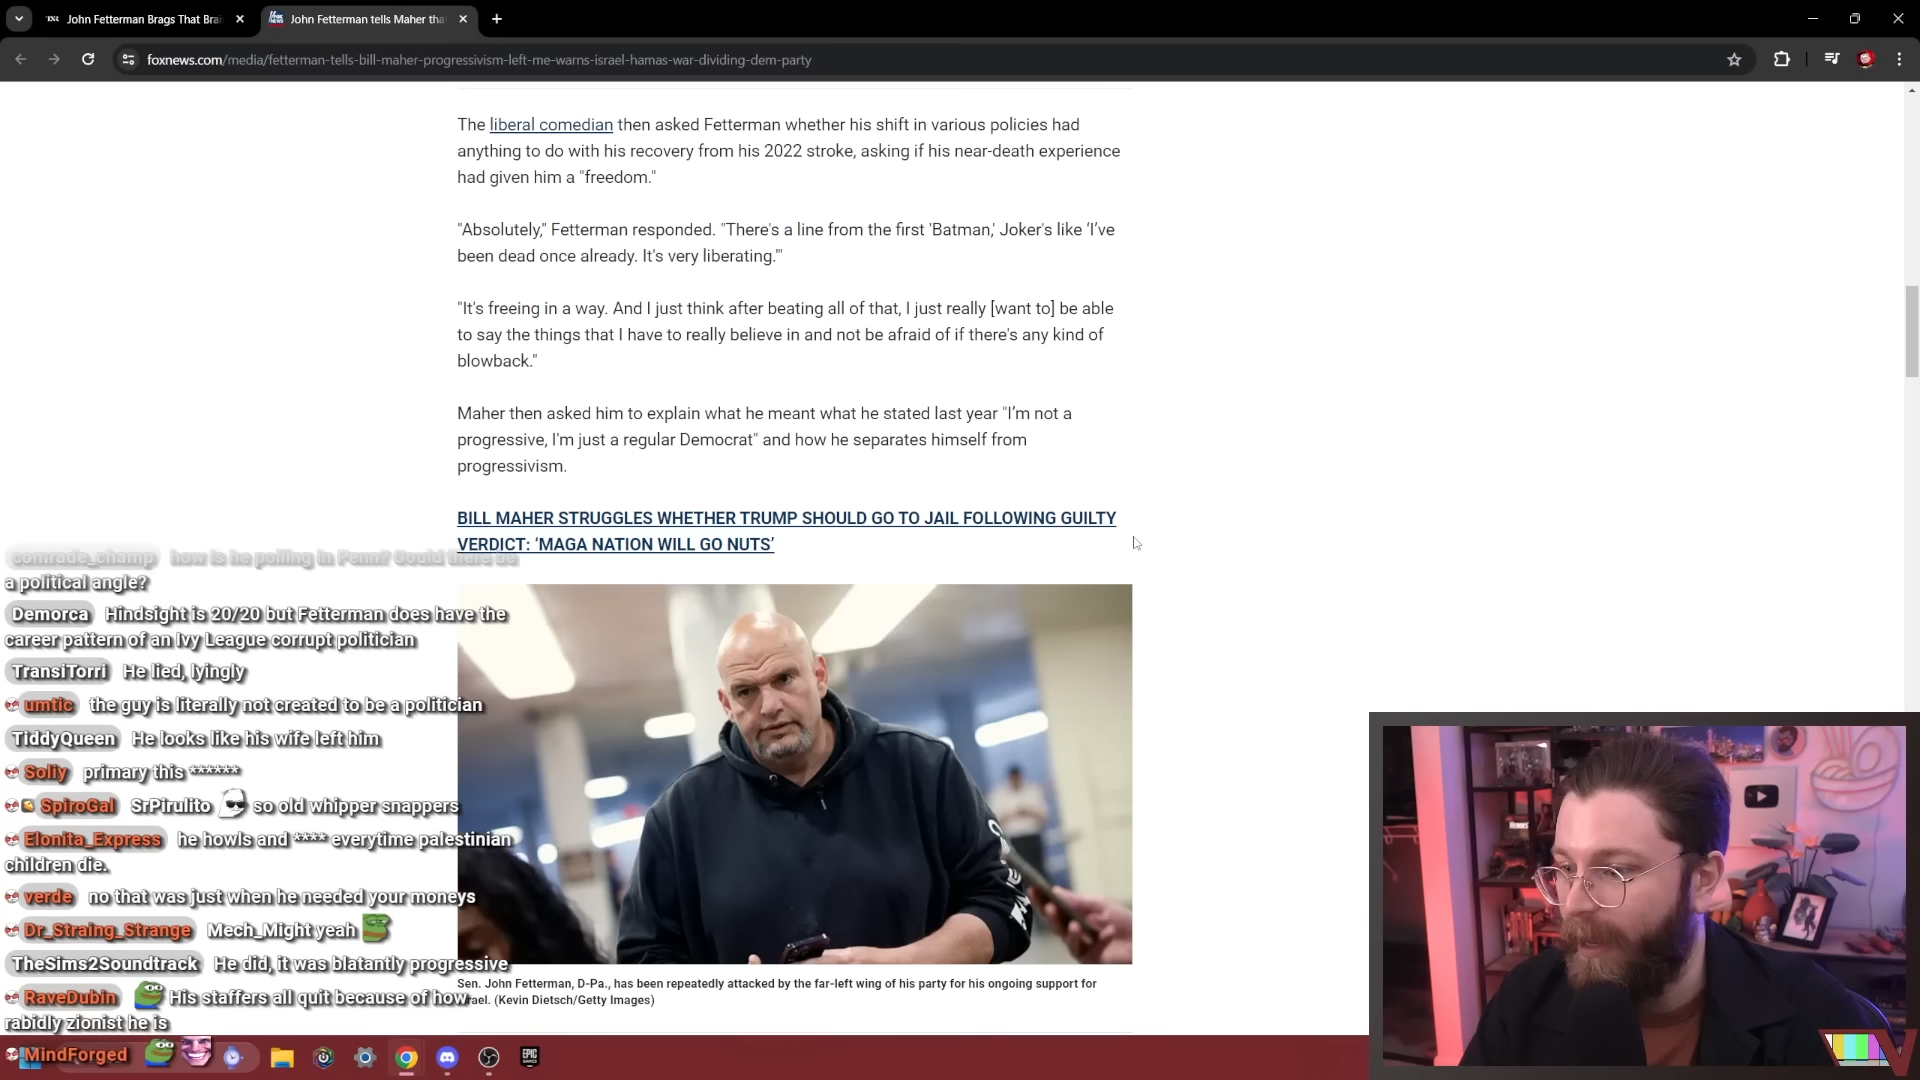 John Fetterman Brags That Brai
John Fetterman tells Maher tha
foxnews.com/media/fetterman-tells-bill-maher-progressivism-left-me-warns-israel-hamas-war-dividing-dem-party
The liberal comedian then asked Fetterman whether his shift in various policies had
anything to do with his recovery from his 2022 stroke, asking if his near-death experience
had given him a "freedom."
"Absolutely," Fetterman responded. "There's a line from the first 'Batman,' Joker's like ‘I’ve
been dead once already. It's very liberating.'"
"It's freeing in a way. And I just think after beating all of that, I just really [want to] be able
to say the things that I have to really believe in and not be afraid of if there's any kind of
blowback."
Maher then asked him to explain what he meant what he stated last year "I’m not a
progressive, I'm just a regular Democrat" and how he separates himself from
progressivism.
BILL MAHER STRUGGLES WHETHER TRUMP SHOULD GO TO JAIL FOLLOWING GUILTY
VERDICT: ‘MAGA NATION WILL GO NUTS’
comrade_champ how is he polling in Penn? Could there be
a political angle?
Demorca Hindsight is 20/20 but Fetterman does have the
career pattern of an Ivy League corrupt politician
TransiTorri He lied, lyingly
umtic the guy is literally not created to be a politician
TiddyQueen He looks like his wife left him
Solly primary this ******
SpiroGal SrPirulito so old whipper snappers
Elonita_Express he howls and **** everytime palestinian
children die.
verde no that was just when he needed your moneys
Dr_Straing_Strange Mech_Might yeah
TheSims2Soundtrack He did, it was blatantly progressive
RaveDubin His staffers all quit because of how
rabidly zionist he is
MindForged
Sen. John Fetterman, D-Pa., has been repeatedly attacked by the far-left wing of his party for his ongoing support for
rael. (Kevin Dietsch/Getty Images)
EPIC